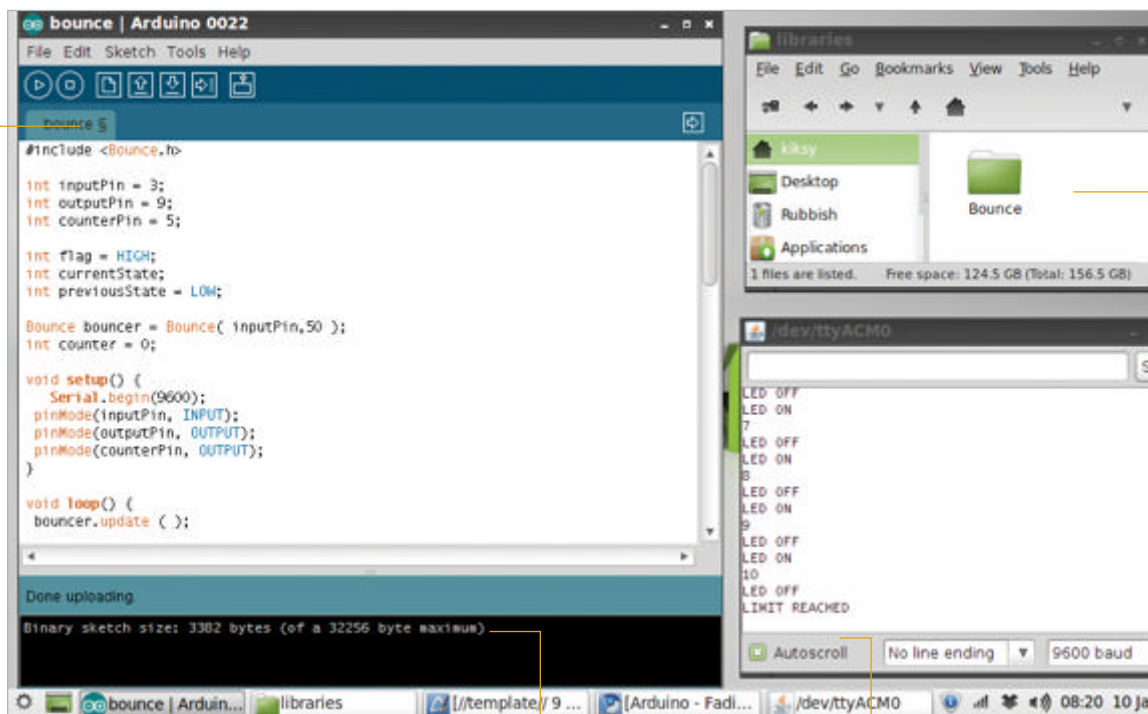 bounce | Arduino 0022
File Edit Sketch Tools Help
bounce §
#include <Bounce.h>
int inputPin = 3;
int outputPin = 9;
int counterPin = 5;
int flag = HIGH;
int currentState;
int previousState = LOW;
Bounce bouncer = Bounce( inputPin,50 );
int counter = 0;
void setup() {
Serial.begin(9600);
pinMode(inputPin, INPUT);
pinMode(outputPin, OUTPUT);
pinMode(counterPin, OUTPUT);
}
void loop() {
bouncer.update ( );
Done uploading.
Binary sketch size: 3382 bytes (of a 32256 byte maximum)
libraries
File Edit Go Bookmarks View Tools Help
kiksy
Desktop
Rubbish
Applications
Bounce
1 files are listed. Free space: 124.5 GB (Total: 156.5 GB)
/dev/ttyACM0
S
LED OFF
LED ON
7
LED OFF
LED ON
8
LED OFF
LED ON
9
LED OFF
LED ON
10
LED OFF
LIMIT REACHED
Autoscroll No line ending 9600 baud
bounce | Arduin... libraries [//template// 9 ... [Arduino - Fadi... /dev/ttyACM0 08:20 10 Ja